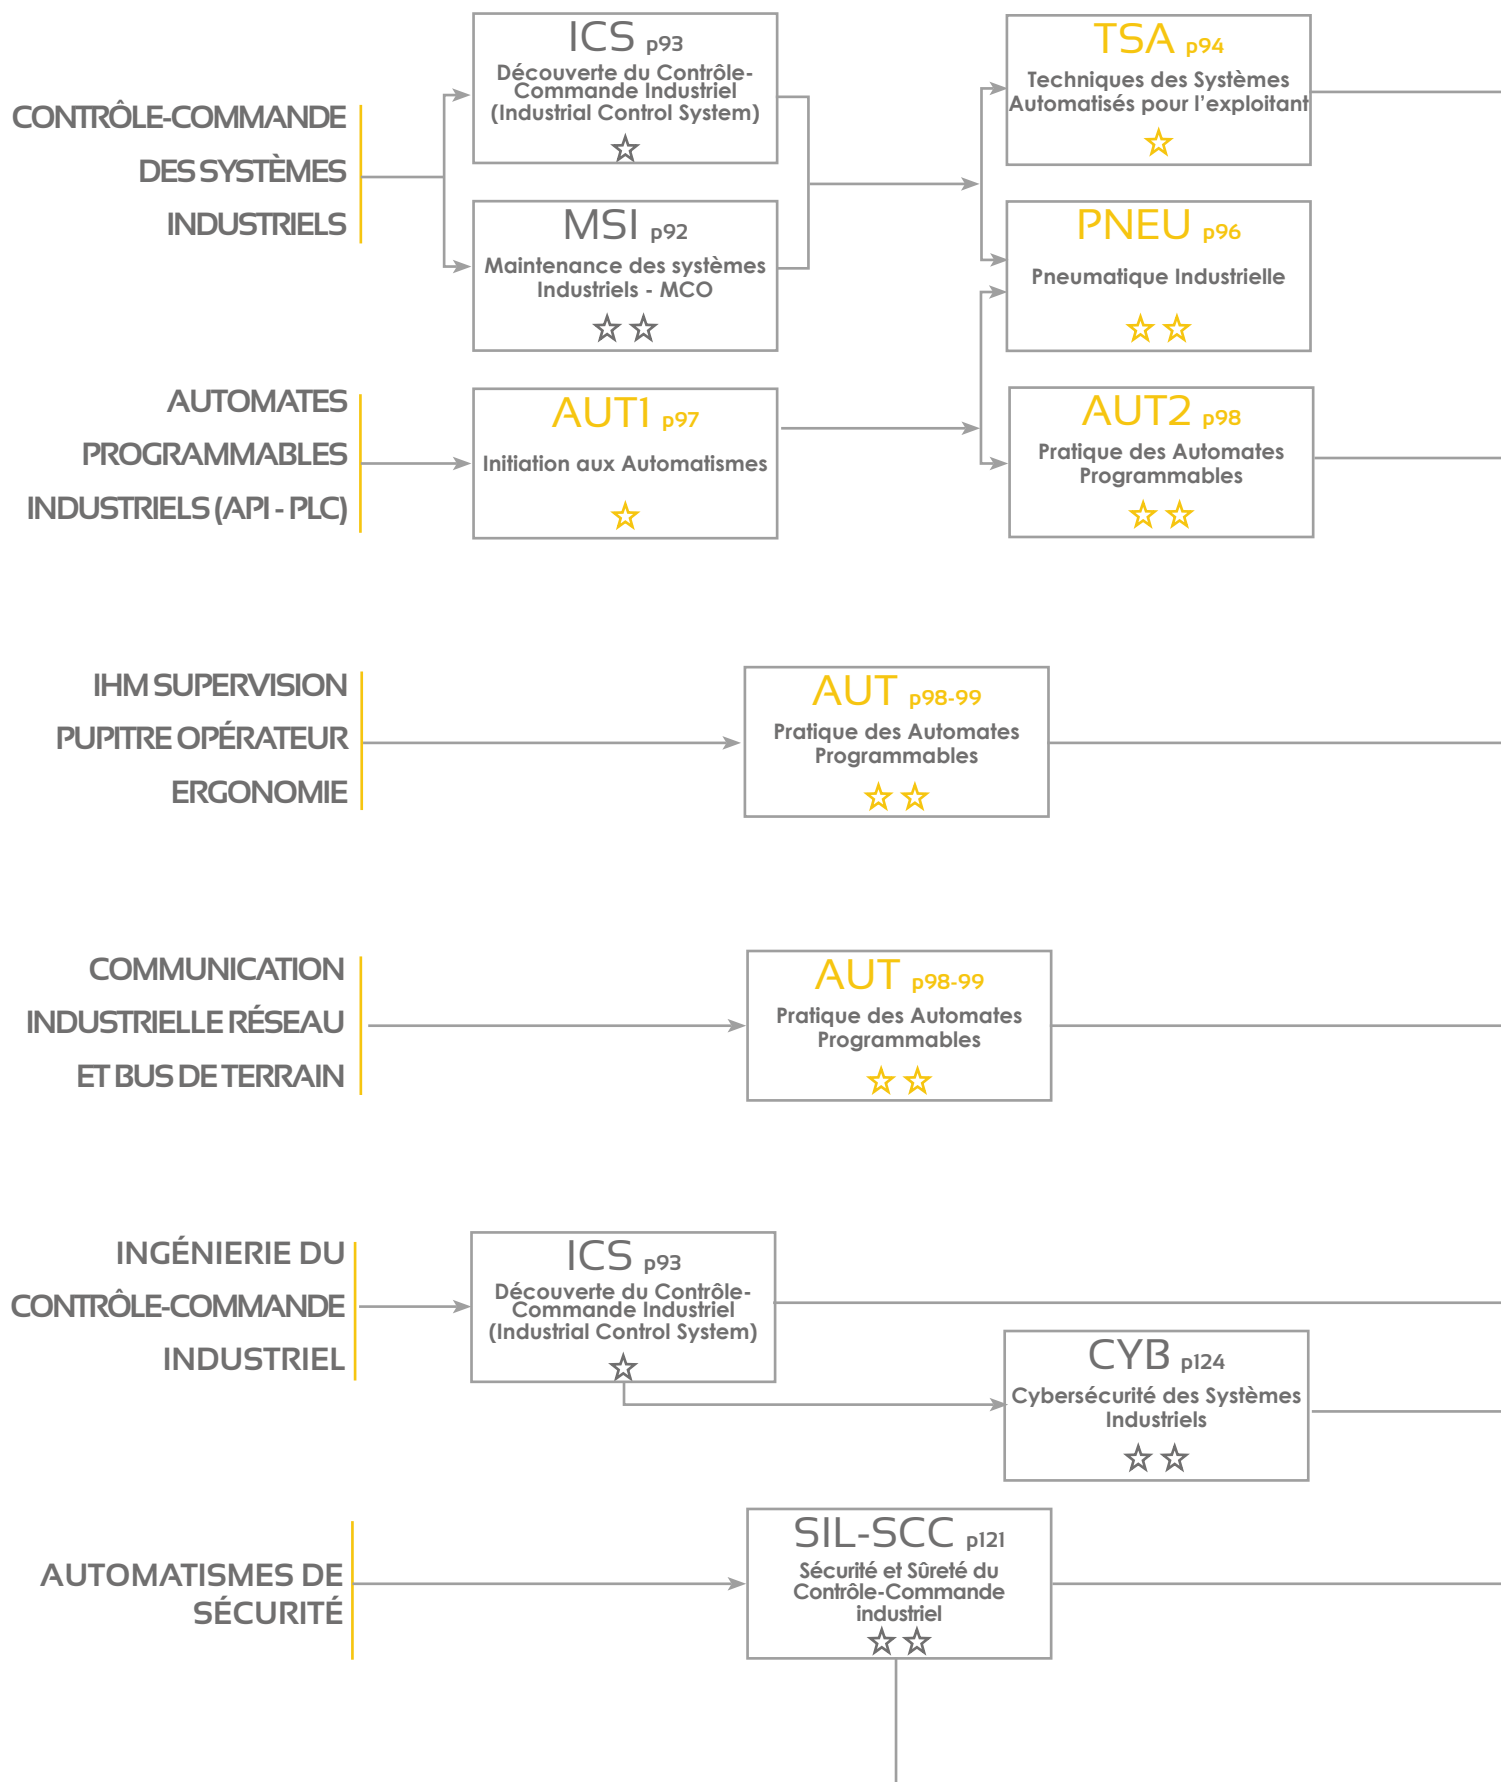 CONTRÔLE-COMMANDE
DES SYSTÈMES
INDUSTRIELS
ICS p93
Découverte du Contrôle-
Commande Industriel
(Industrial Control System)
MSI p92
Maintenance des systèmes
Industriels - MCO
TSA p94
Techniques des Systèmes
Automatisés pour l'exploitant
PNEU p96
Pneumatique Industrielle
AUTOMATES
PROGRAMMABLES
INDUSTRIELS (API - PLC)
AUT1 p97
Initiation aux Automatismes
AUT2 p98
Pratique des Automates
Programmables
IHM SUPERVISION
PUPITRE OPÉRATEUR
ERGONOMIE
AUT p98-99
Pratique des Automates
Programmables
COMMUNICATION
INDUSTRIELLE RÉSEAU
ET BUS DE TERRAIN
AUT p98-99
Pratique des Automates
Programmables
INGÉNIERIE DU
CONTRÔLE-COMMANDE
INDUSTRIEL
ICS p93
Découverte du Contrôle-
Commande Industriel
(Industrial Control System)
CYB p124
Cybersécurité des Systèmes
Industriels
AUTOMATISMES DE
SÉCURITÉ
SIL-SCC p121
Sécurité et Sûreté du
Contrôle-Commande
industriel